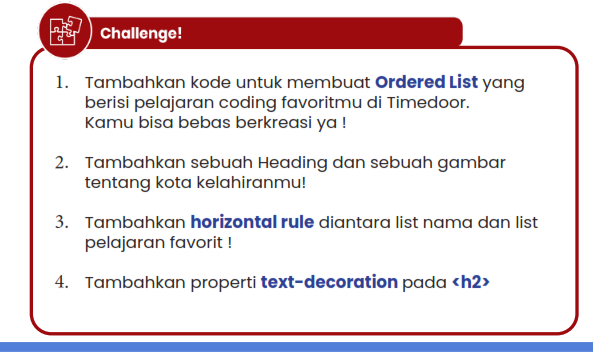 Challenge!
1. Tambahkan kode untuk membuat Ordered List yang
berisi pelajaran coding favoritmu di Timedoor.
Kamu bisa bebas berkreasi ya !
2. Tambahkan sebuah Heading dan sebuah gambar
tentang kota kelahiranmu!
3. Tambahkan horizontal rule diantara list nama dan list
pelajaran favorit !
4. Tambahkan properti text-decoration pada <h2>